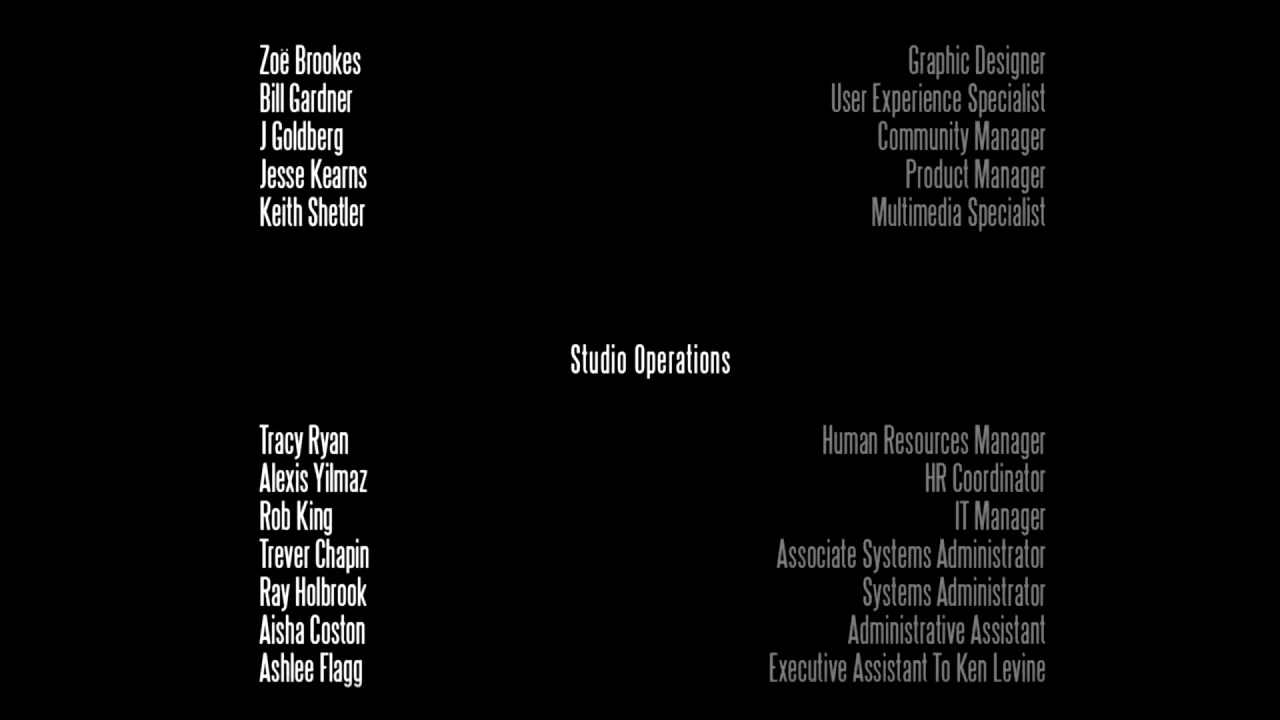 Zoë Brookes Graphic Designer
Bill Gardner User Experience Specialist
J Goldberg Community Manager
Jesse Kearns Product Manager
Keith Shetler Multimedia Specialist
Studio Operations
Tracy Ryan Human Resources Manager
Alexis Yilmaz HR Coordinator
Rob King IT Manager
Trever Chapin Associate Systems Administrator
Ray Holbrook Systems Administrator
Aisha Coston Administrative Assistant
Ashlee Flagg Executive Assistant To Ken Levine